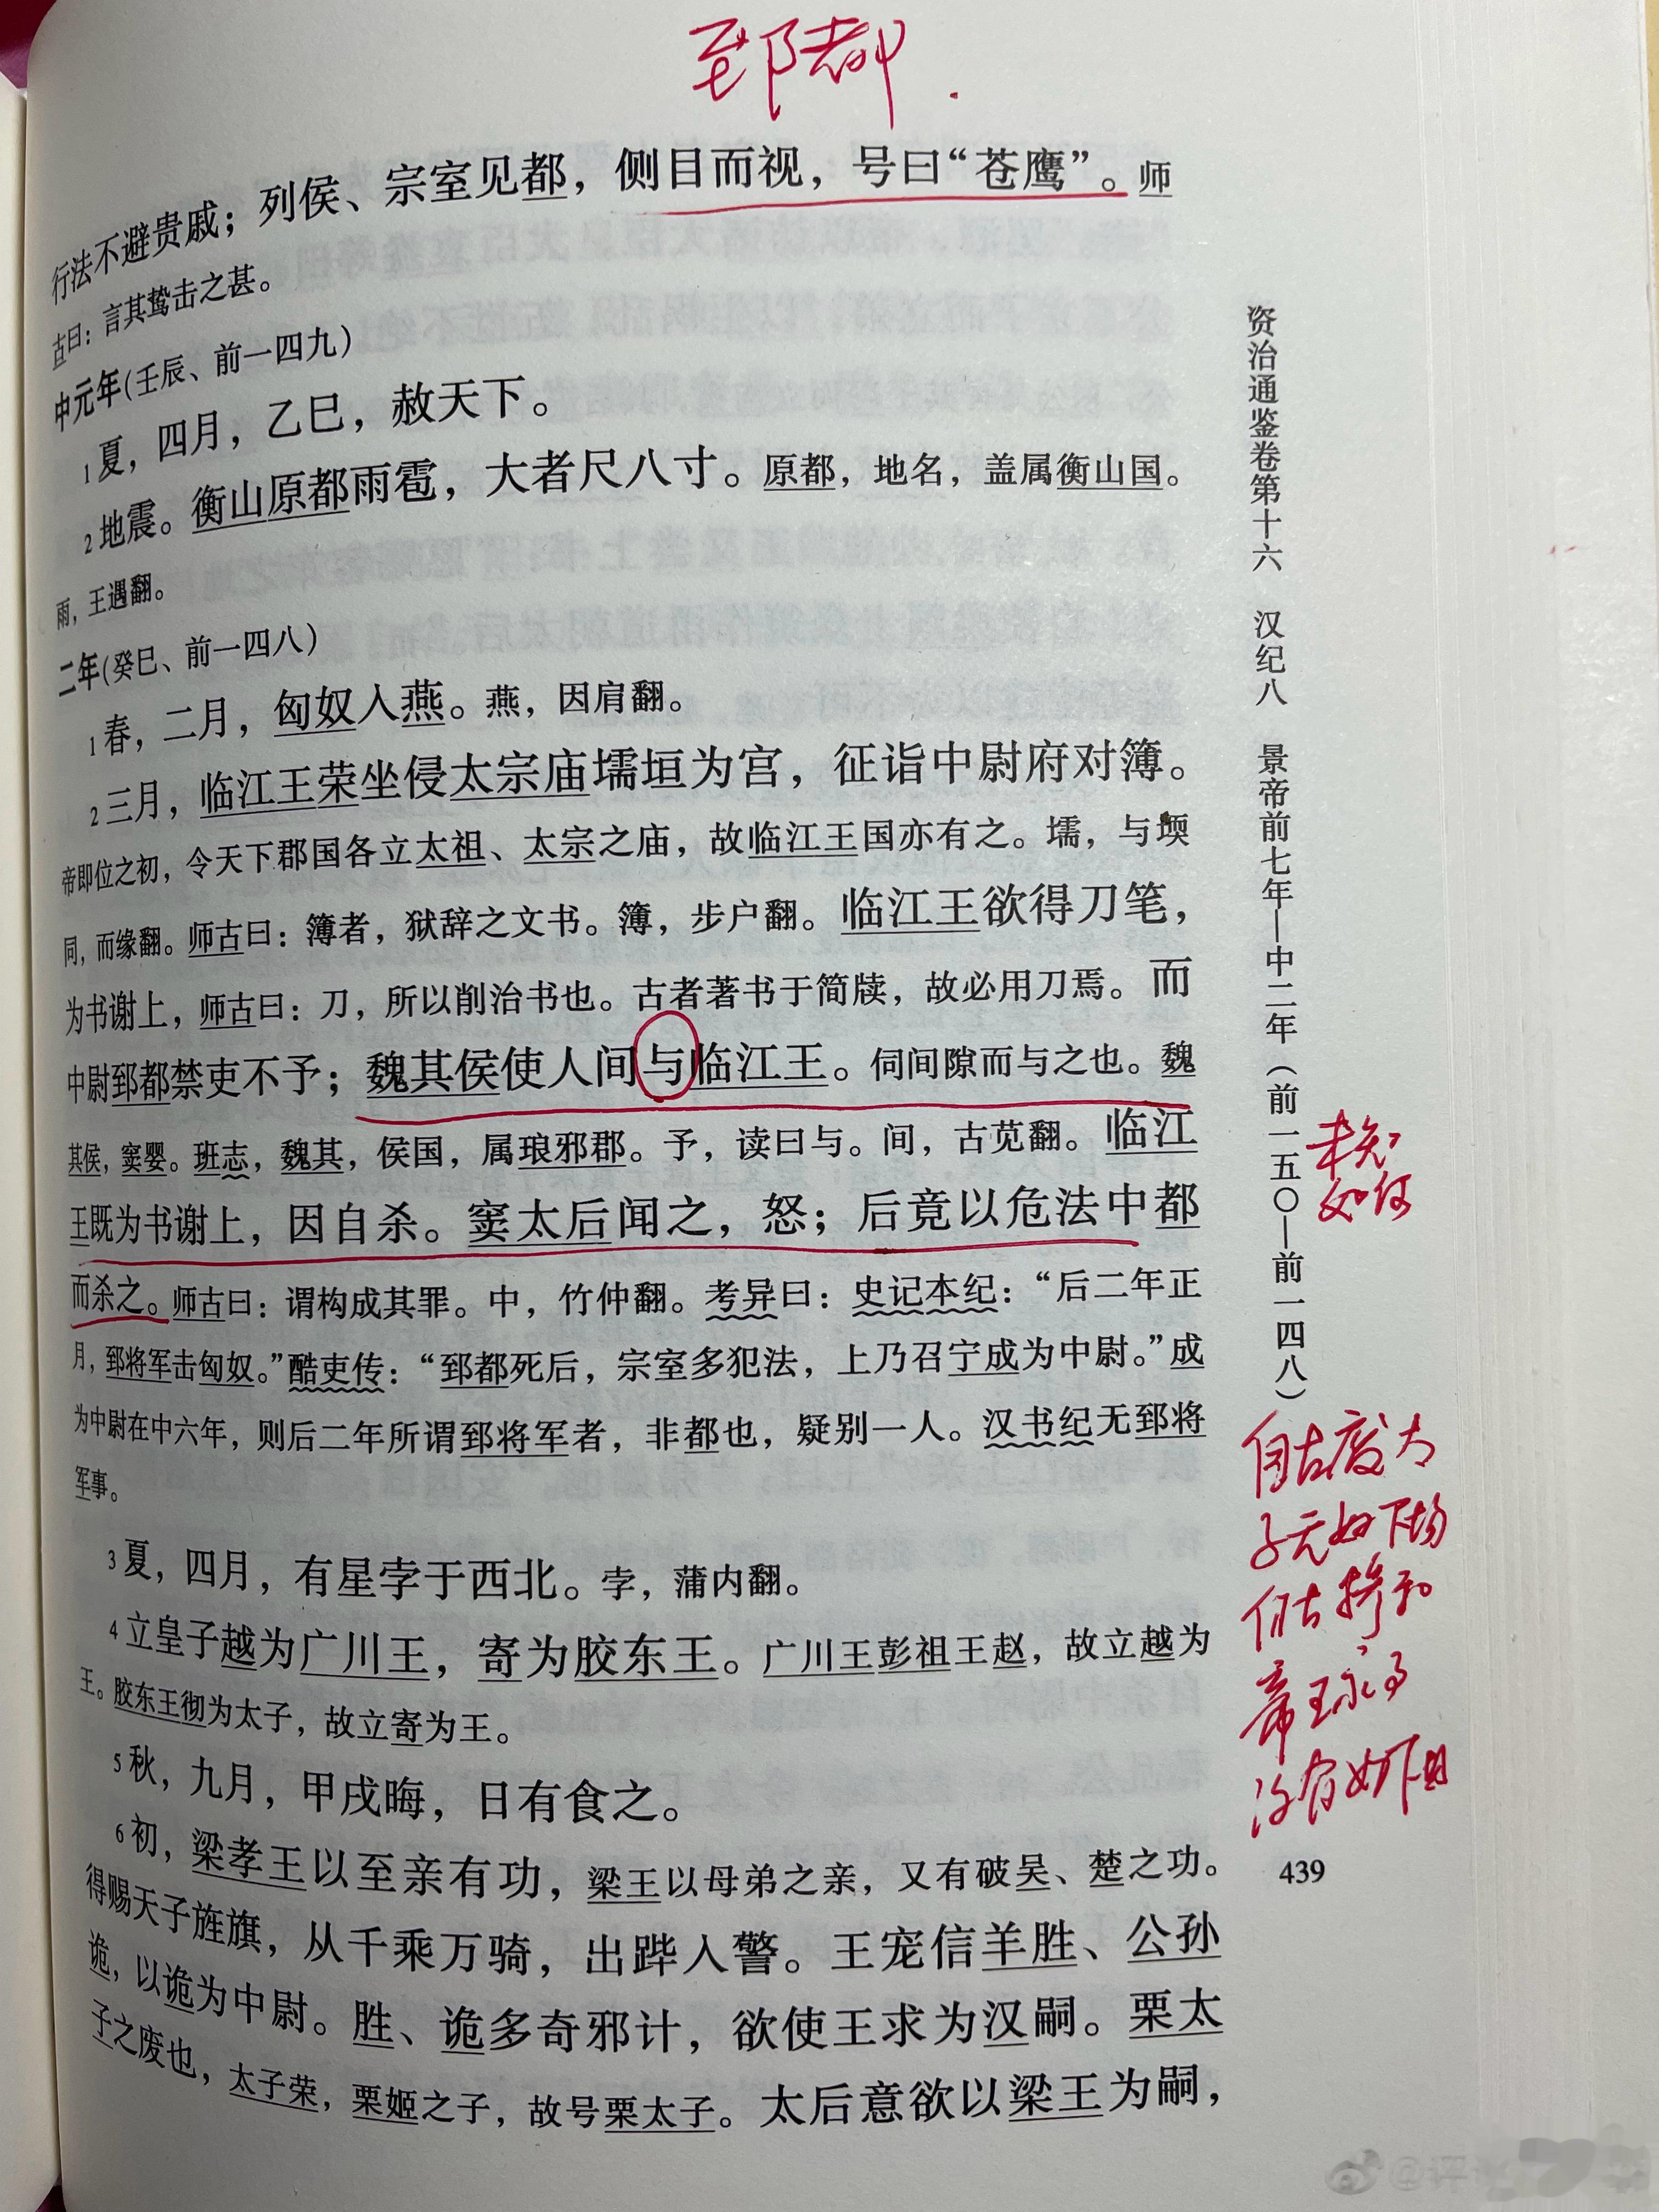 郅都.
行法不避贵戚；列侯、宗室见都，侧目而视，号曰“苍鹰”。师
古曰：言其鸷击之甚。
中元年(壬辰、前一四九)
1 夏，四月，乙巳，赦天下。
2 地震。衡山原都雨雹，大者尺八寸。原都，地名，盖属衡山国。
雨，王遇翻。
二年(癸巳、前一四八)
1 春，二月，匈奴入燕。燕，因肩翻。
2 三月，临江王荣坐侵太宗庙壖垣为宫，征诣中尉府对簿。
帝即位之初，令天下郡国各立太祖、太宗之庙，故临江王国亦有之。壖，与堧
同，而缘翻。师古曰：簿者，狱辞之文书。簿，步户翻。临江王欲得刀笔，
为书谢上，师古曰：刀，所以削治书也。古者著书于简牍，故必用刀焉。而
中尉郅都禁吏不予；魏其侯使人间与临江王。伺间隙而与之也。魏
其侯，窦婴。班志，魏其，侯国，属琅邪郡。予，读曰与。间，古苋翻。临江
王既为书谢上，因自杀。窦太后闻之，怒；后竟以危法中都
而杀之。师古曰：谓构成其罪。中，竹仲翻。考异曰：史记本纪：“后二年正
月，郅将军击匈奴。”酷吏传：“郅都死后，宗室多犯法，上乃召宁成为中尉。”成
为中尉在中六年，则后二年所谓郅将军者，非都也，疑别一人。汉书纪无郅将
军事。
3 夏，四月，有星孛于西北。孛，蒲内翻。
4 立皇子越为广川王，寄为胶东王。广川王彭祖王赵，故立越为
王。胶东王彻为太子，故立寄为王。
5 秋，九月，甲戌晦，日有食之。
6 初，梁孝王以至亲有功，梁王以母弟之亲，又有破吴、楚之功。
得赐天子旌旗，从千乘万骑，出跸入警。王宠信羊胜、公孙
诡，以诡为中尉。胜、诡多奇邪计，欲使王求为汉嗣。栗太
子之废也，太子荣，栗姬之子，故号栗太子。太后意欲以梁王为嗣，
资治通鉴卷第十六 汉纪八 景帝前七年—中二年（前一五〇—前一四八）
未知
如何
自古废太
子无好下场
自古掺和
帝王家事
没有好下
439